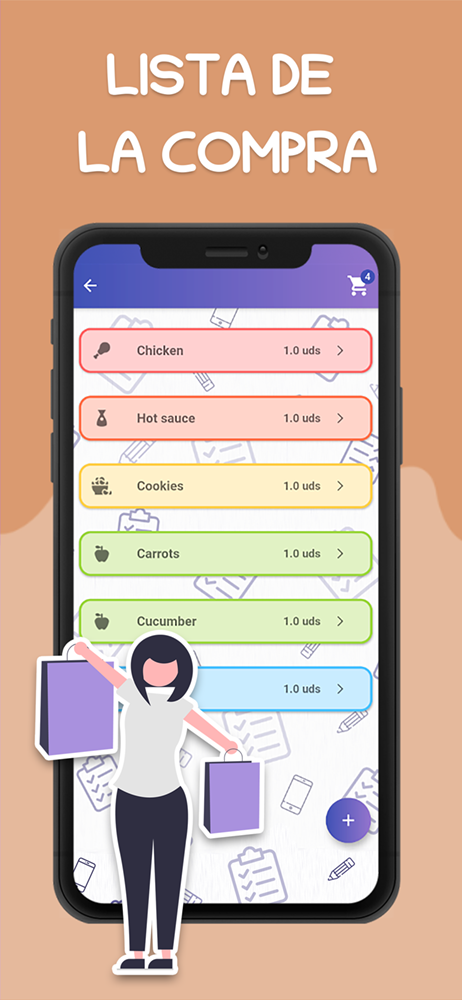 LISTA DE
LA COMPRA
4
Chicken 1.0 uds
Hot sauce 1.0 uds
Cookies 1.0 uds
Carrots 1.0 uds
Cucumber 1.0 uds
1.0 uds